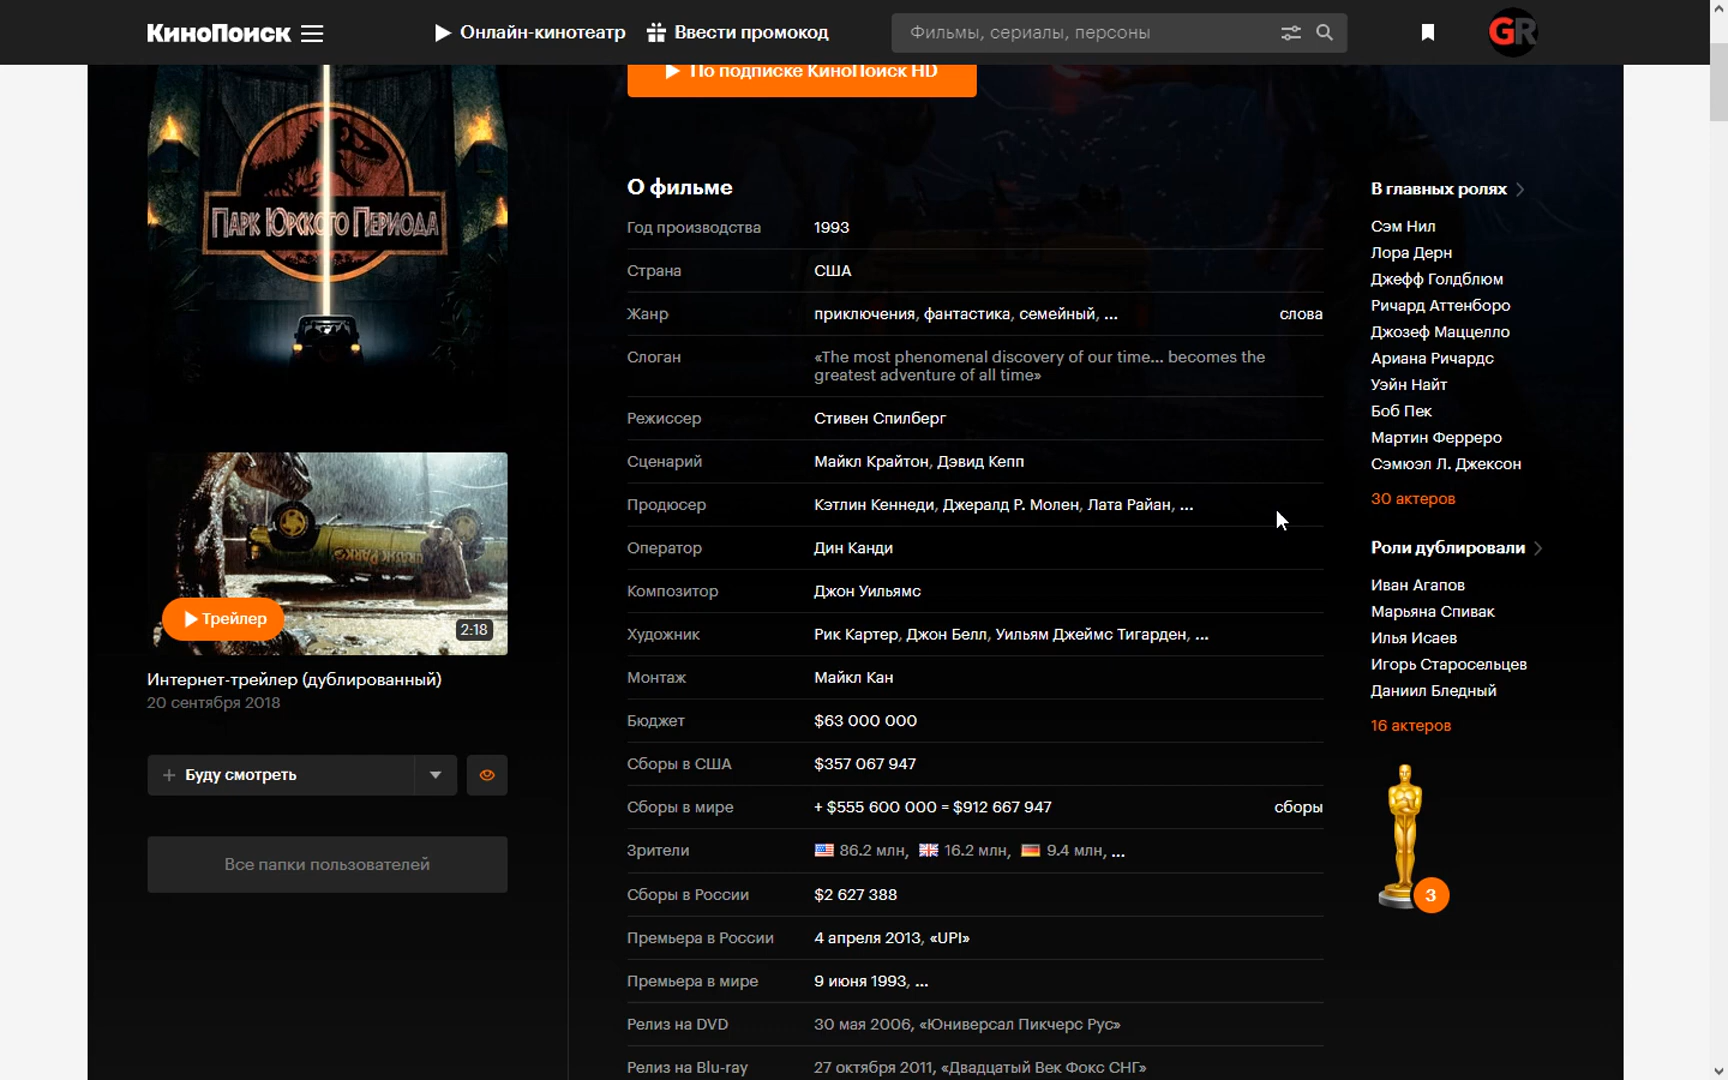 КиноПоиск
Онлайн-кинотеатр
Ввести промокод
Фильмы, сериалы, персоны
GR
По подписке КиноПоиск HD
ПАРК ЮРСКОГО ПЕРИОДА
Трейлер
2:18
Интернет-трейлер (дублированный)
20 сентября 2018
Буду смотреть
Все папки пользователей
О фильме
Год производства 1993
Страна США
Жанр приключения, фантастика, семейный, ... слова
Слоган «The most phenomenal discovery of our time... becomes the
greatest adventure of all time»
Режиссер Стивен Спилберг
Сценарий Майкл Крайтон, Дэвид Кепп
Продюсер Кэтлин Кеннеди, Джералд Р. Молен, Лата Райан, ...
Оператор Дин Канди
Композитор Джон Уильямс
Художник Рик Картер, Джон Белл, Уильям Джеймс Тигарден, ...
Монтаж Майкл Кан
Бюджет $63 000 000
Сборы в США $357 067 947
Сборы в мире + $555 600 000 = $912 667 947 сборы
Зрители 86.2 млн, 16.2 млн, 9.4 млн, ...
Сборы в России $2 627 388
Премьера в России 4 апреля 2013, «UPI»
Премьера в мире 9 июня 1993, ...
Релиз на DVD 30 мая 2006, «Юниверсал Пикчерс Рус»
Релиз на Blu-ray 27 октября 2011, «Двадцатый Век Фокс СНГ»
В главных ролях
Сэм Нил
Лора Дерн
Джефф Голдблюм
Ричард Аттенборо
Джозеф Маццелло
Ариана Ричардс
Уэйн Найт
Боб Пек
Мартин Ферреро
Сэмюэл Л. Джексон
30 актеров
Роли дублировали
Иван Агапов
Марьяна Спивак
Илья Исаев
Игорь Старосельцев
Даниил Бледный
16 актеров
3